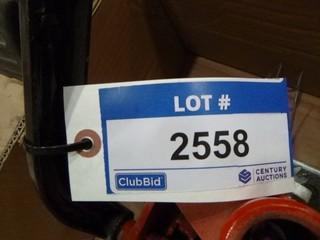 LOT #
2558
ClubBid
CENTURY
AUCTIONS